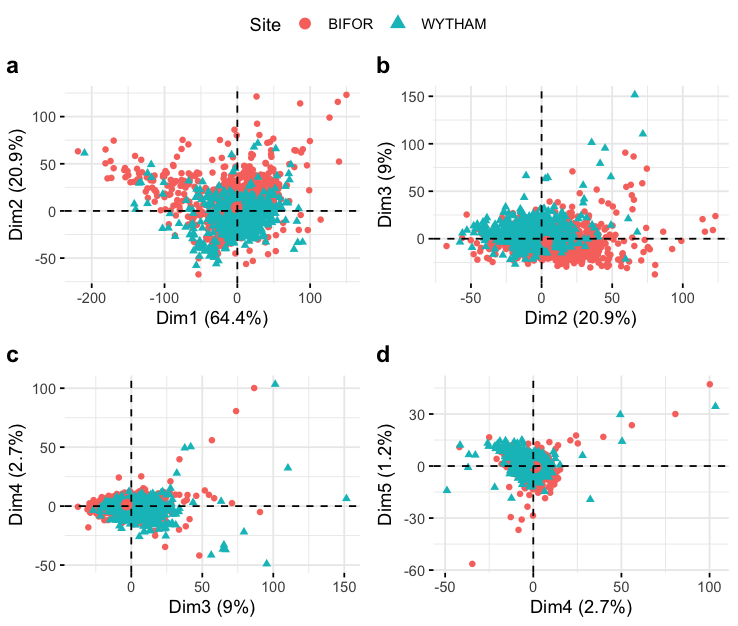 Site BIFOR WYTHAM
a
Dim2 (20.9%)
100
50
0
-50
-200 -100 0 100
Dim1 (64.4%)
b
Dim3 (9%)
150
100
50
0
-50 0 50 100
Dim2 (20.9%)
c
Dim4 (2.7%)
100
50
0
-50
0 50 100 150
Dim3 (9%)
d
Dim5 (1.2%)
30
0
-30
-60
-50 0 50 100
Dim4 (2.7%)